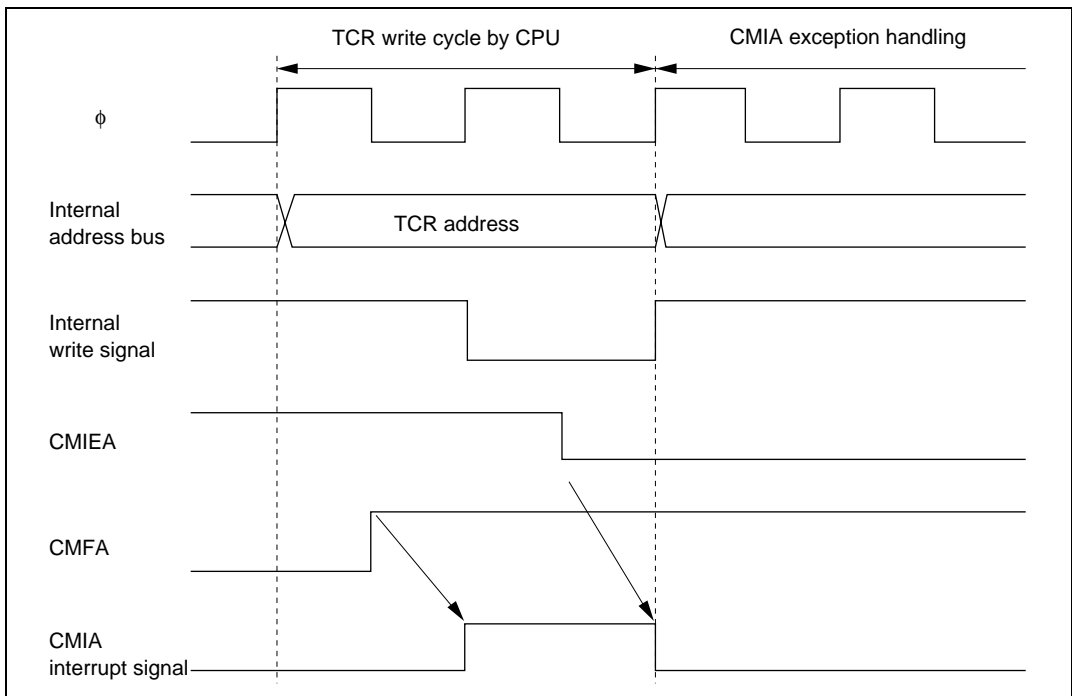 TCR write cycle by CPU
CMIA exception handling
ϕ
Internal
address bus
TCR address
Internal
write signal
CMIEA
CMFA
CMIA
interrupt signal